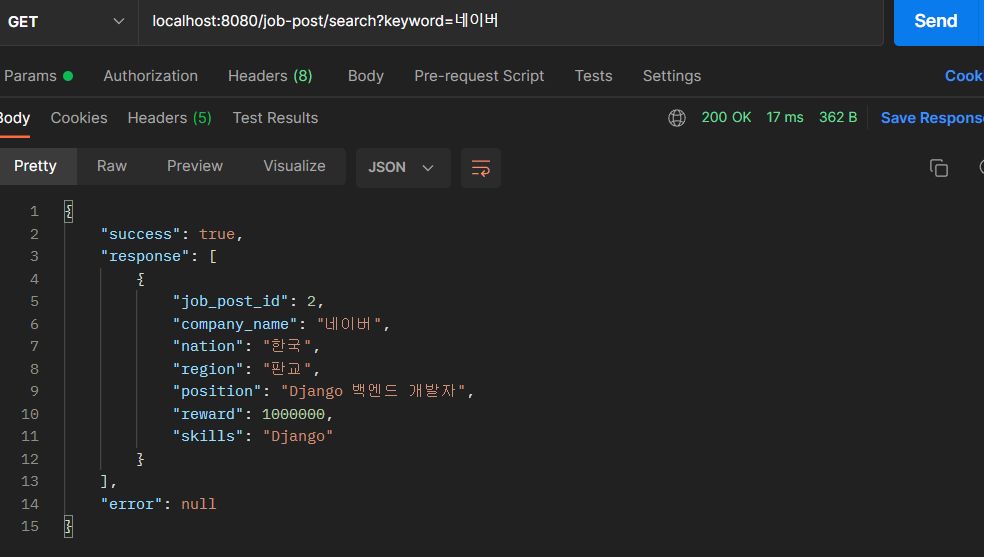 GET localhost:8080/job-post/search?keyword=네이버 Send
Params Authorization Headers (8) Body Pre-request Script Tests Settings
Body Cookies Headers (5) Test Results 200 OK 17 ms 362 B
Pretty Raw Preview Visualize JSON
1 {
2 "success": true,
3 "response": [
4 {
5 "job_post_id": 2,
6 "company_name": "네이버",
7 "nation": "한국",
8 "region": "판교",
9 "position": "Django 백엔드 개발자",
10 "reward": 1000000,
11 "skills": "Django"
12 }
13 ],
14 "error": null
15 }